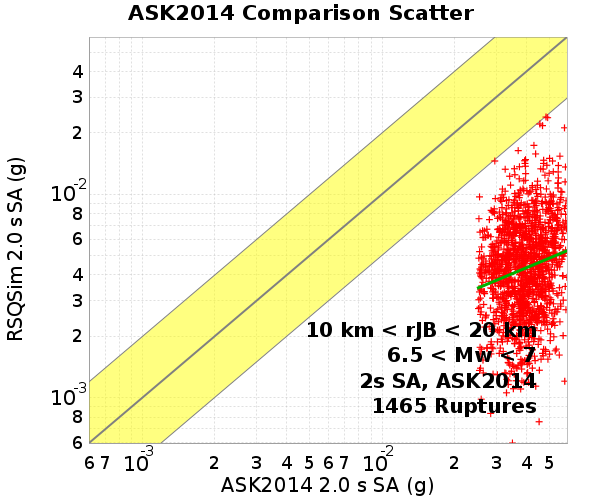 ASK2014 Comparison Scatter
RSQSim 2.0 s SA (g)
4
3
2
10-2
8
6
4
3
2
10-3
8
6
10 km < rJB < 20 km
6.5 < Mw < 7
2s SA, ASK2014
1465 Ruptures
6 7 10-3 2 3 4 5 6 7 10-2 2 3 4 5
ASK2014 2.0 s SA (g)